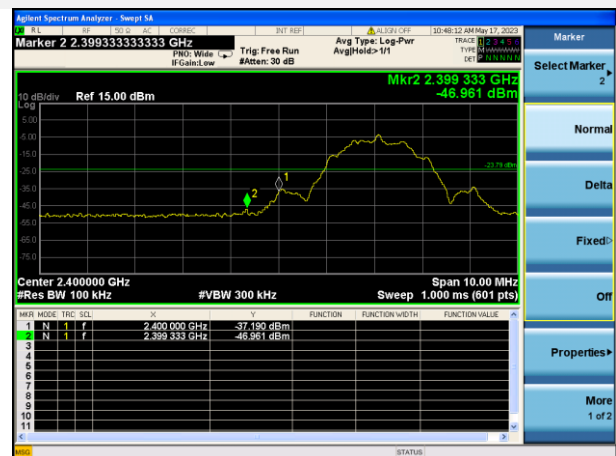 Agilent Spectrum Analyzer - Swept SA
RL RF 50 Ω AC CORREC INT REF ALIGN OFF 10:48:12 AM May 17, 2023
Marker 2 2.399333333333 GHz
PNO: Wide
IFGain:Low
Trig: Free Run
#Atten: 30 dB
Avg Type: Log-Pwr
Avg|Hold>1/1
TRACE 1 2 3 4 5 6
TYPE M WWWWW
DET P N N N N N
Mkr2 2.399 333 GHz
-46.961 dBm
10 dB/div Ref 15.00 dBm
Log
5.00
-5.00
-15.0
-25.0
-35.0
-45.0
-55.0
-65.0
-75.0
-23.79 dBm
1
2
Center 2.400000 GHz Span 10.00 MHz
#Res BW 100 kHz #VBW 300 kHz Sweep 1.000 ms (601 pts)
MKR MODE TRC SCL X Y FUNCTION FUNCTION WIDTH FUNCTION VALUE
1 N 1 f 2.400 000 GHz -37.190 dBm
2 N 1 f 2.399 333 GHz -46.961 dBm
3
4
5
6
7
8
9
10
11
MSG STATUS
Marker
Select Marker
2
Normal
Delta
Fixed
Off
Properties
More
1 of 2